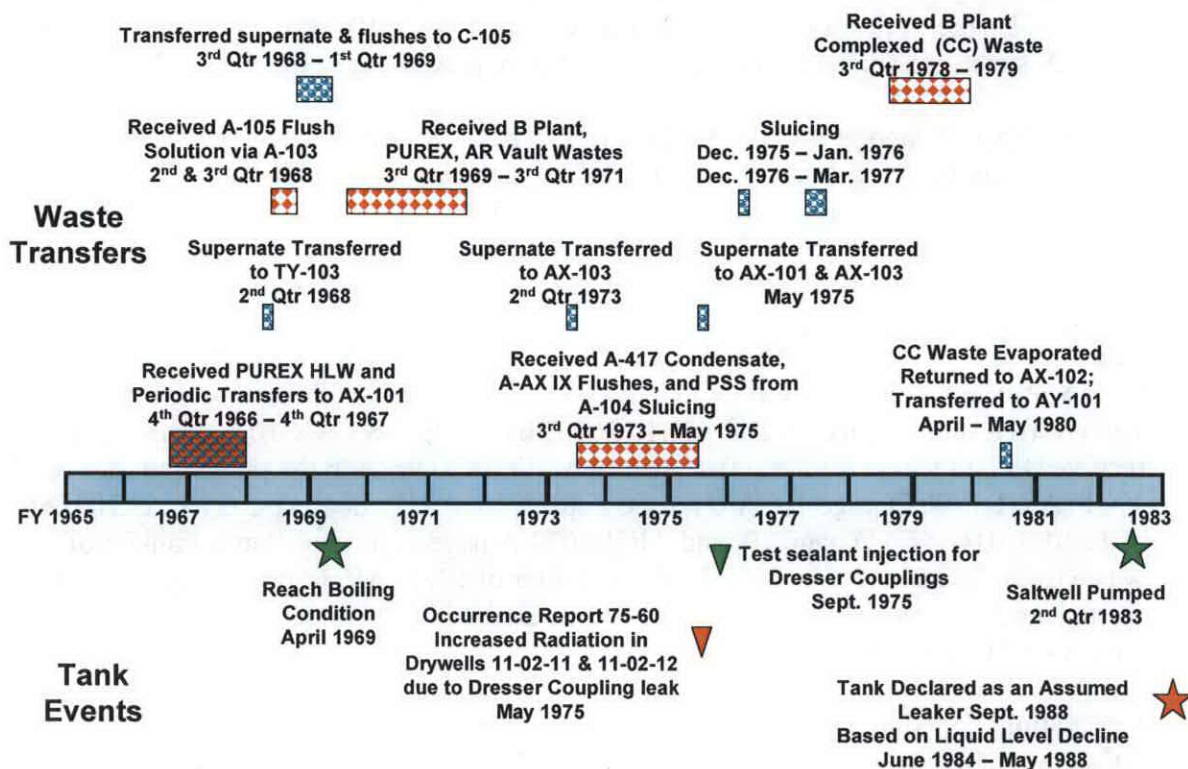 Transferred supernate & flushes to C-105
3rd Qtr 1968 – 1st Qtr 1969
Received B Plant
Complexed (CC) Waste
3rd Qtr 1978 – 1979
Received A-105 Flush
Solution via A-103
2nd & 3rd Qtr 1968
Received B Plant,
PUREX, AR Vault Wastes
3rd Qtr 1969 – 3rd Qtr 1971
Sluicing
Dec. 1975 – Jan. 1976
Dec. 1976 – Mar. 1977
Waste
Transfers
Supernate Transferred
to TY-103
2nd Qtr 1968
Supernate Transferred
to AX-103
2nd Qtr 1973
Supernate Transferred
to AX-101 & AX-103
May 1975
Received PUREX HLW and
Periodic Transfers to AX-101
4th Qtr 1966 – 4th Qtr 1967
Received A-417 Condensate,
A-AX IX Flushes, and PSS from
A-104 Sluicing
3rd Qtr 1973 – May 1975
CC Waste Evaporated
Returned to AX-102;
Transferred to AY-101
April – May 1980
FY 1965 1967 1969 1971 1973 1975 1977 1979 1981 1983
Reach Boiling
Condition
April 1969
Test sealant injection for
Dresser Couplings
Sept. 1975
Saltwell Pumped
2nd Qtr 1983
Occurrence Report 75-60
Increased Radiation in
Drywells 11-02-11 & 11-02-12
due to Dresser Coupling leak
May 1975
Tank
Events
Tank Declared as an Assumed
Leaker Sept. 1988
Based on Liquid Level Decline
June 1984 – May 1988